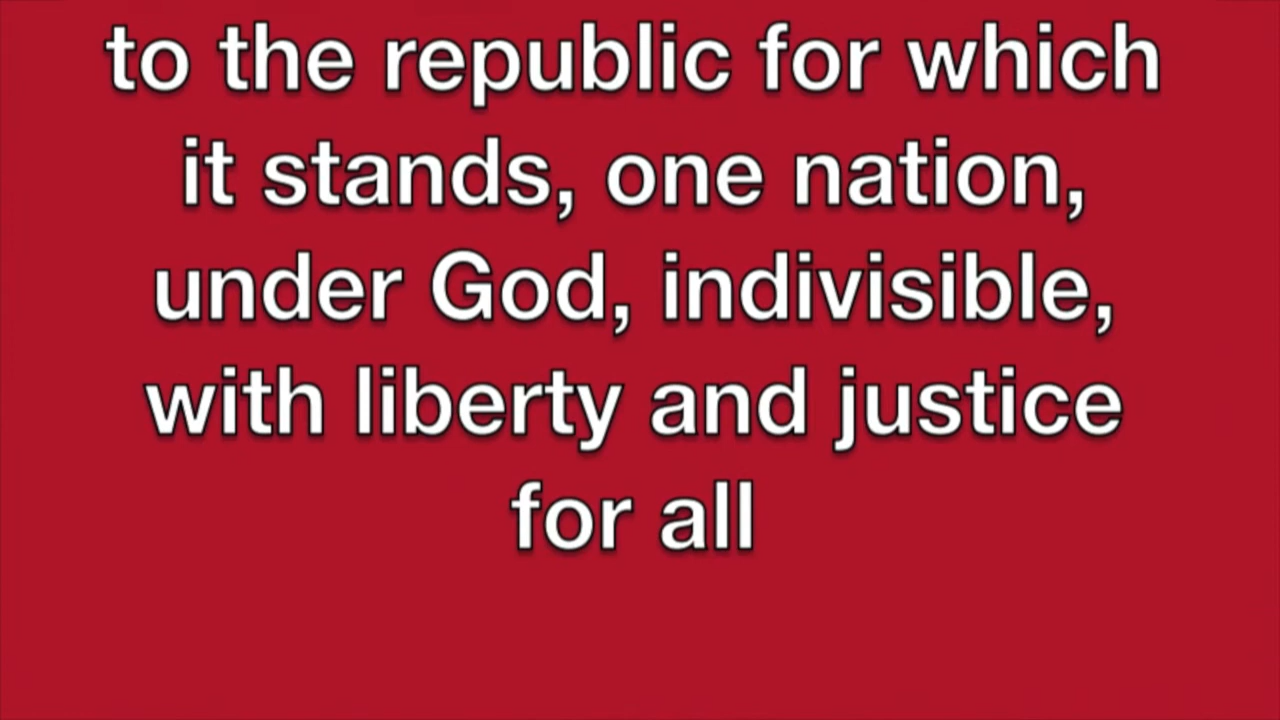 to the republic for which
it stands, one nation,
under God, indivisible,
with liberty and justice
for all